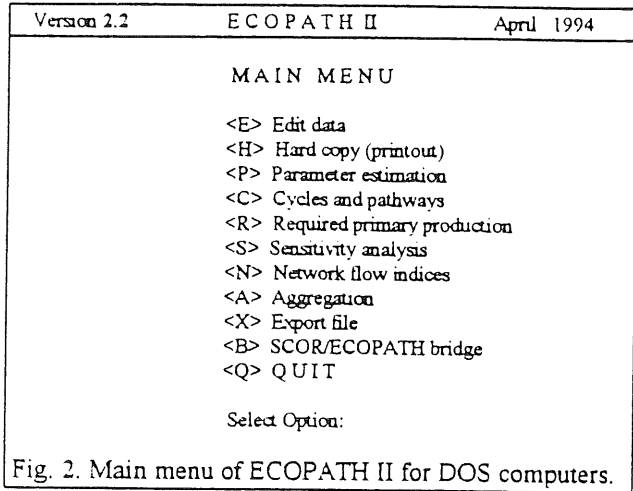 Version 2.2 ECOPATH II April 1994
MAIN MENU
<E> Edit data
<H> Hard copy (printout)
<P> Parameter estimation
<C> Cycles and pathways
<R> Required primary production
<S> Sensitivity analysis
<N> Network flow indices
<A> Aggregation
<X> Export file
<B> SCOR/ECOPATH bridge
<Q> QUIT
Select Option:
Fig. 2. Main menu of ECOPATH II for DOS computers.